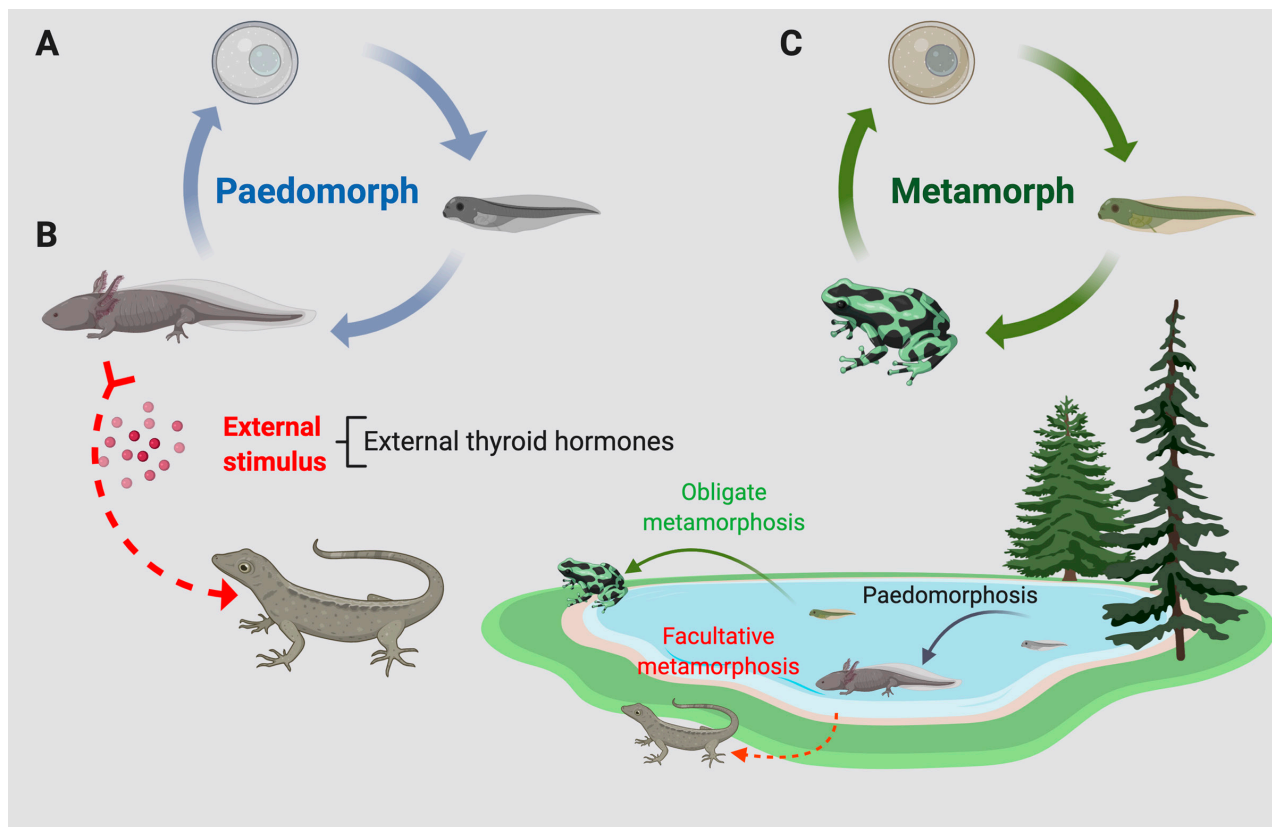 A
C
Paedomorph
Metamorph
B
External
stimulus
External thyroid hormones
Obligate
metamorphosis
Paedomorphosis
Facultative
metamorphosis